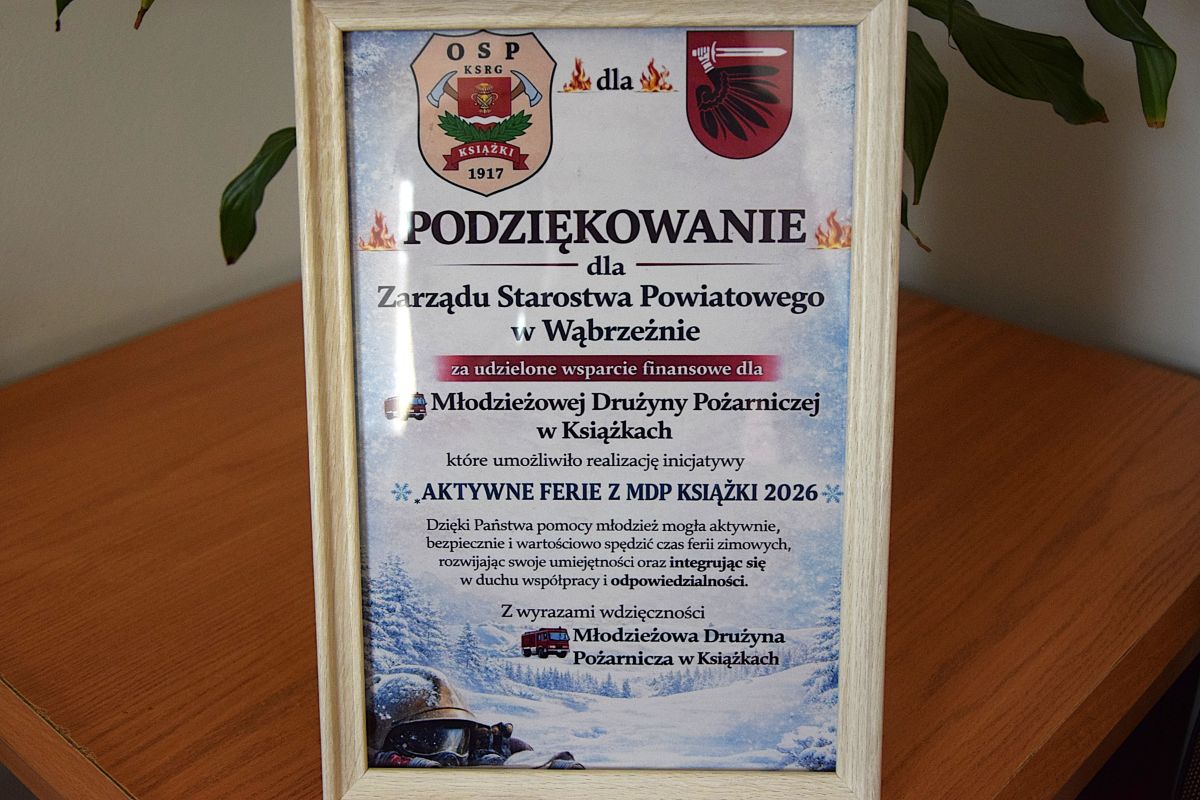 OSP
KSRG
KSIĄŻKI
1917
dla
PODZIĘKOWANIE
dla
Zarządu Starostwa Powiatowego
w Wąbrzeźnie
za udzielone wsparcie finansowe dla
Młodzieżowej Drużyny Pożarniczej
w Książkach
które umożliwiło realizację inicjatywy
*AKTYWNE FERIE Z MDP KSIĄŻKI 2026
Dzięki Państwa pomocy młodzież mogła aktywnie,
bezpiecznie i wartościowo spędzić czas ferii zimowych,
rozwijając swoje umiejętności oraz integrując się
w duchu współpracy i odpowiedzialności.
Z wyrazami wdzięczności
Młodzieżowa Drużyna
Pożarnicza w Książkach